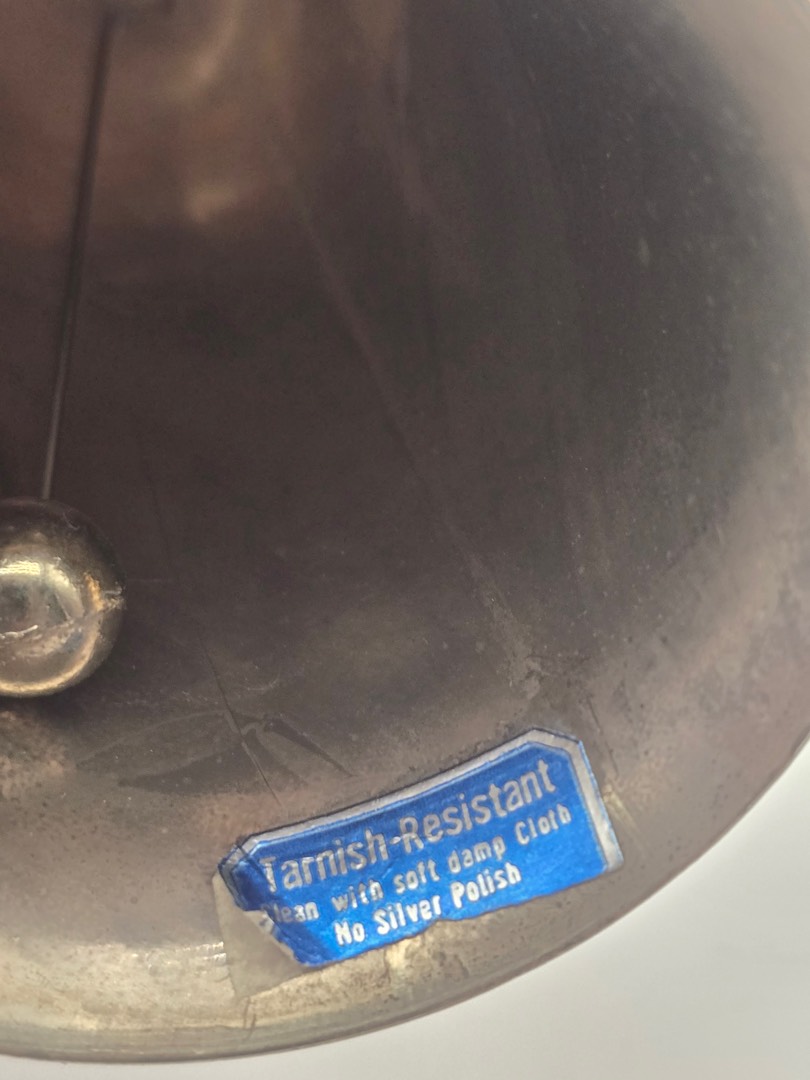 Tarnish-Resistant
Clean with soft damp Cloth
No Silver Polish